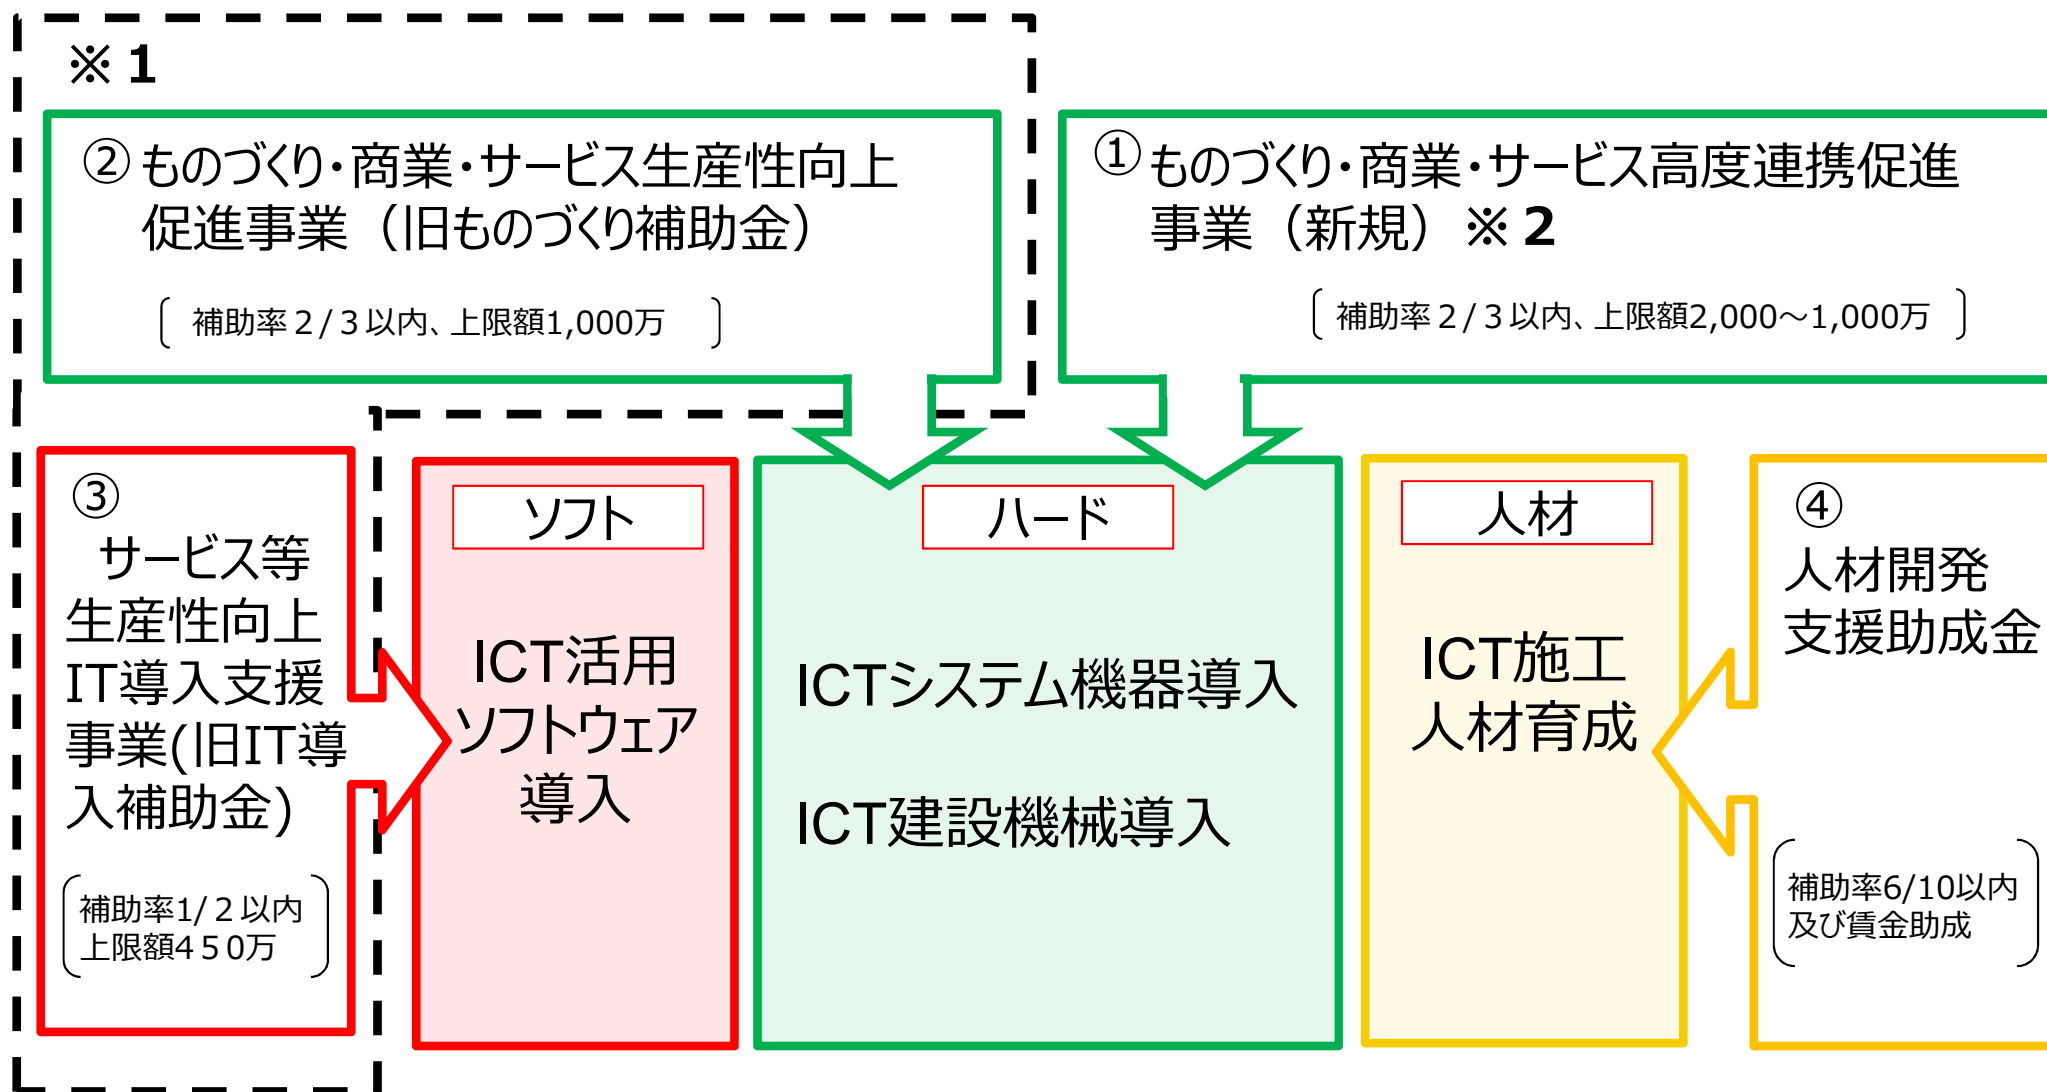 ※1
②ものづくり・商業・サービス生産性向上
促進事業（旧ものづくり補助金）
補助率２/３以内、上限額1,000万
①ものづくり・商業・サービス高度連携促進
事業（新規）※2
補助率２/３以内、上限額2,000～1,000万
③
サービス等
生産性向上
IT導入支援
事業(旧IT導
入補助金)
補助率1/２以内
上限額4５0万
ソフト
ICT活用
ソフトウェア
導入
ハード
ICTシステム機器導入
ICT建設機械導入
人材
ICT施工
人材育成
④
人材開発
支援助成金
補助率6/10以内
及び賃金助成